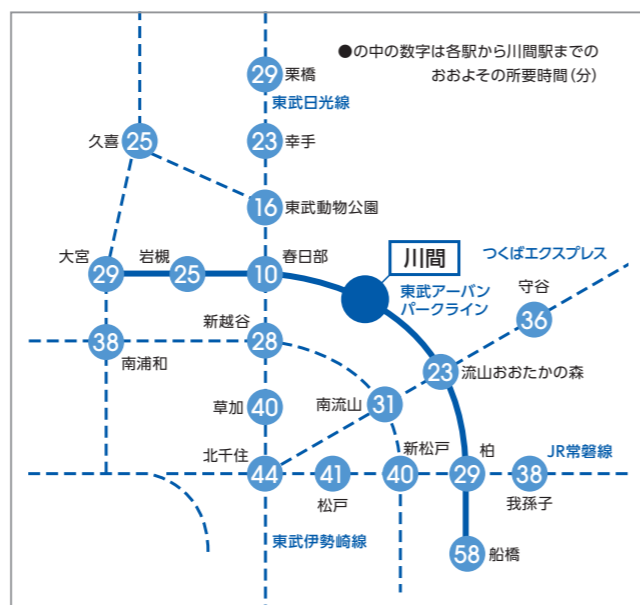 ●の中の数字は各駅から川間駅までの
おおよその所要時間（分）
29 栗橋
東武日光線
久喜 25
23 幸手
16 東武動物公園
大宮 29
岩槻 25
春日部 10
川間
つくばエクスプレス
東武アーバン
パークライン
守谷 36
38 南浦和
新越谷 28
23 流山おおたかの森
草加 40
南流山 31
北千住 44
41 松戸
新松戸 40
柏 29
JR常磐線
38 我孫子
東武伊勢崎線
58 船橋